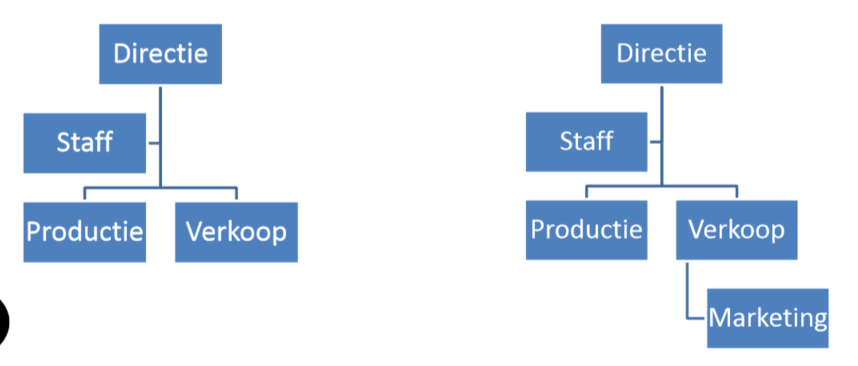 Directie
Staff
Productie
Verkoop
Directie
Staff
Productie
Verkoop
Marketing